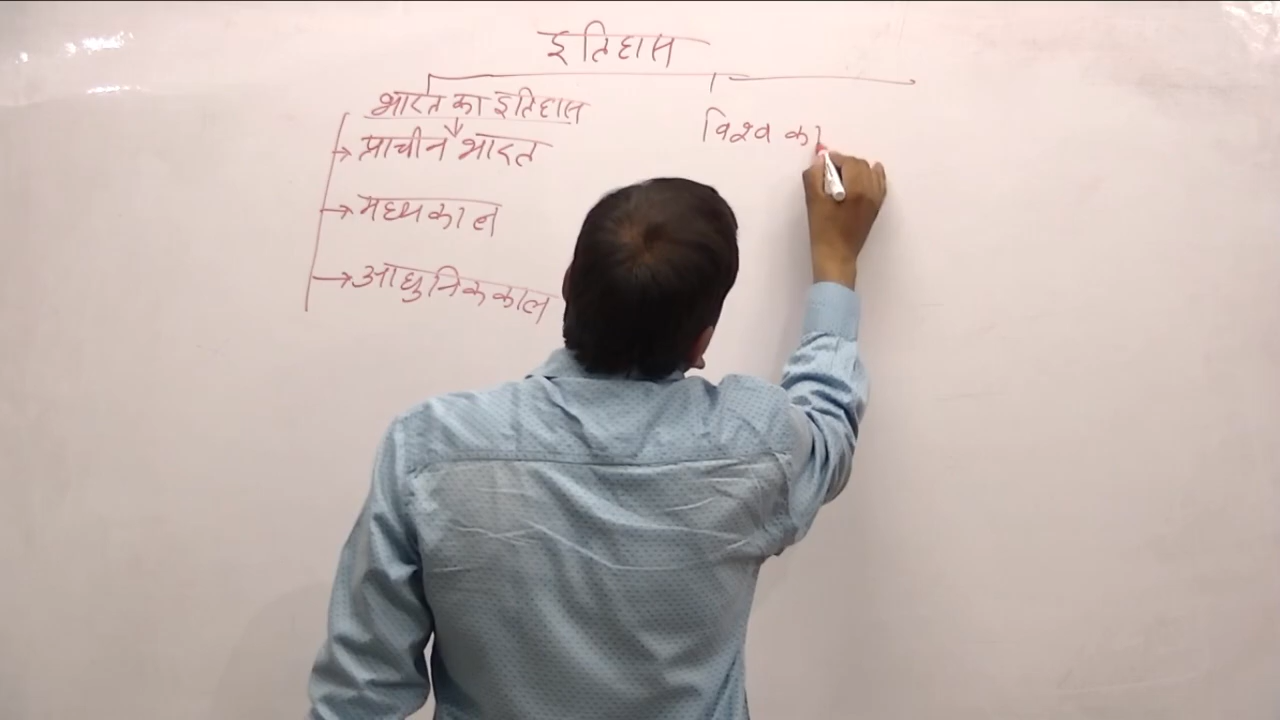 इतिहास
भारत का इतिहास
प्राचीन भारत
मध्यकाल
आधुनिककाल
विश्व का